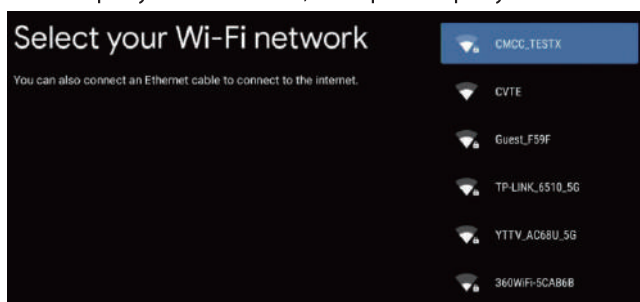 Select your Wi-Fi network
You can also connect an Ethernet cable to connect to the internet.
CMCC_TESTX
CVTE
Guest_F59F
TP-LINK_6510_5G
YTTV_AC68U_5G
360WiFi-5CAB6B